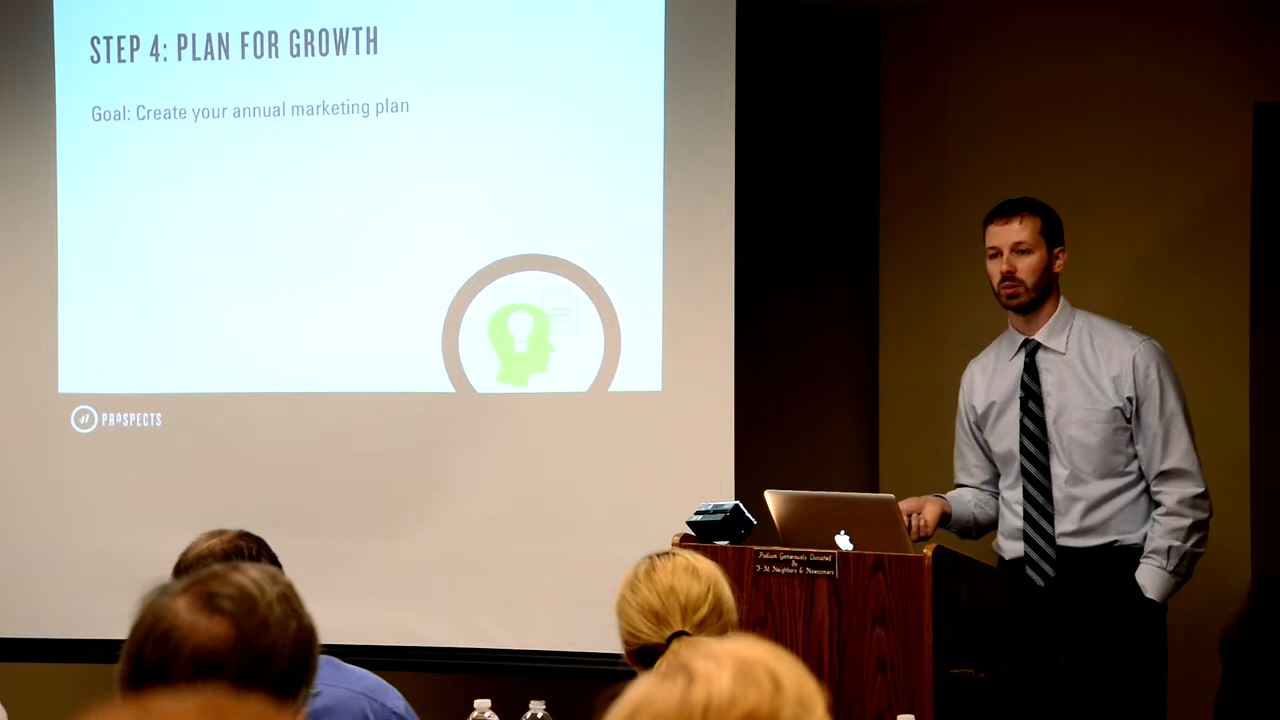 STEP 4: PLAN FOR GROWTH
Goal: Create your annual marketing plan
PROSPECTS
Podium Generously Donated
By
F-M Neighbors & Newcomers